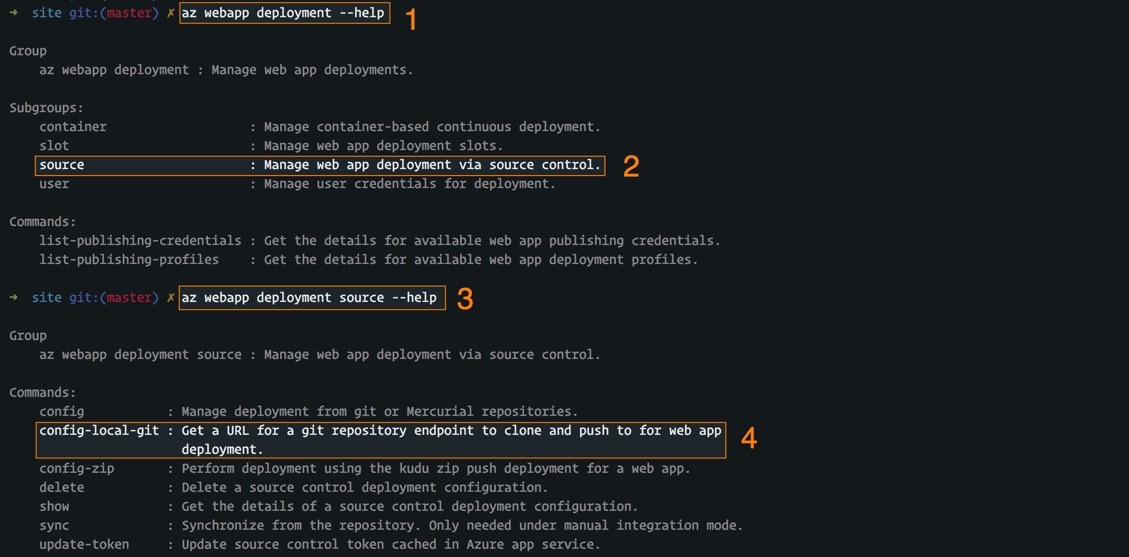 ➜ site git:(master) ✗ az webapp deployment --help 1
Group
az webapp deployment : Manage web app deployments.
Subgroups:
container : Manage container-based continuous deployment.
slot : Manage web app deployment slots.
source : Manage web app deployment via source control. 2
user : Manage user credentials for deployment.
Commands:
list-publishing-credentials : Get the details for available web app publishing credentials.
list-publishing-profiles : Get the details for available web app deployment profiles.
➜ site git:(master) ✗ az webapp deployment source --help 3
Group
az webapp deployment source : Manage web app deployment via source control.
Commands:
config : Manage deployment from git or Mercurial repositories.
config-local-git : Get a URL for a git repository endpoint to clone and push to for web app 4
deployment.
config-zip : Perform deployment using the kudu zip push deployment for a web app.
delete : Delete a source control deployment configuration.
show : Get the details of a source control deployment configuration.
sync : Synchronize from the repository. Only needed under manual integration mode.
update-token : Update source control token cached in Azure app service.